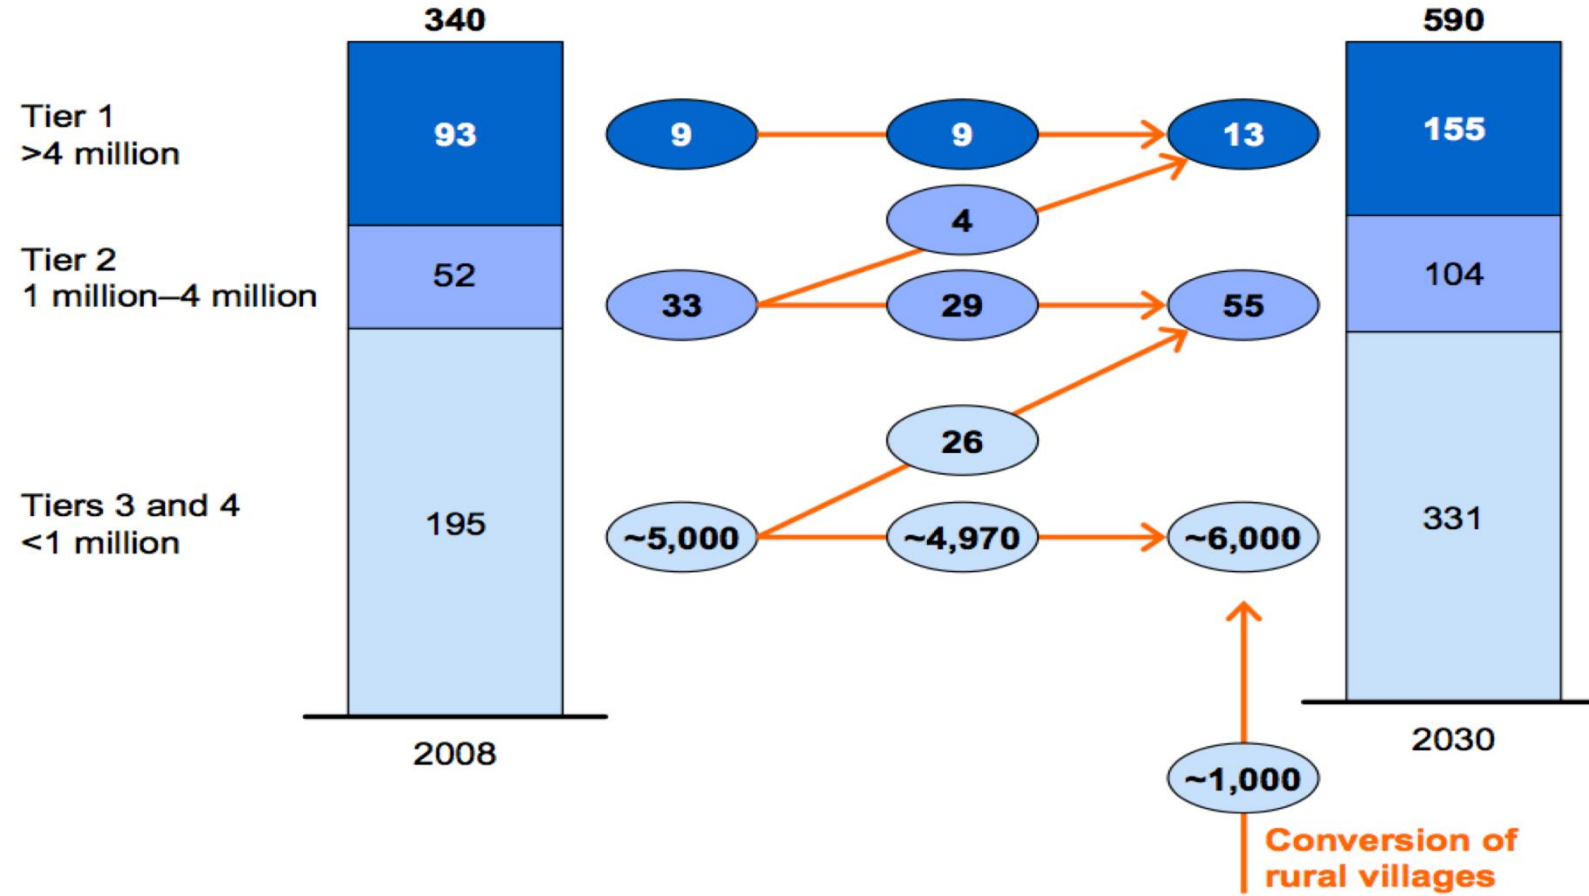 340
590
Tier 1
>4 million
93
9
9
13
155
4
Tier 2
1 million–4 million
52
33
29
55
104
26
Tiers 3 and 4
<1 million
195
~5,000
~4,970
~6,000
331
2008
2030
~1,000
Conversion of
rural villages